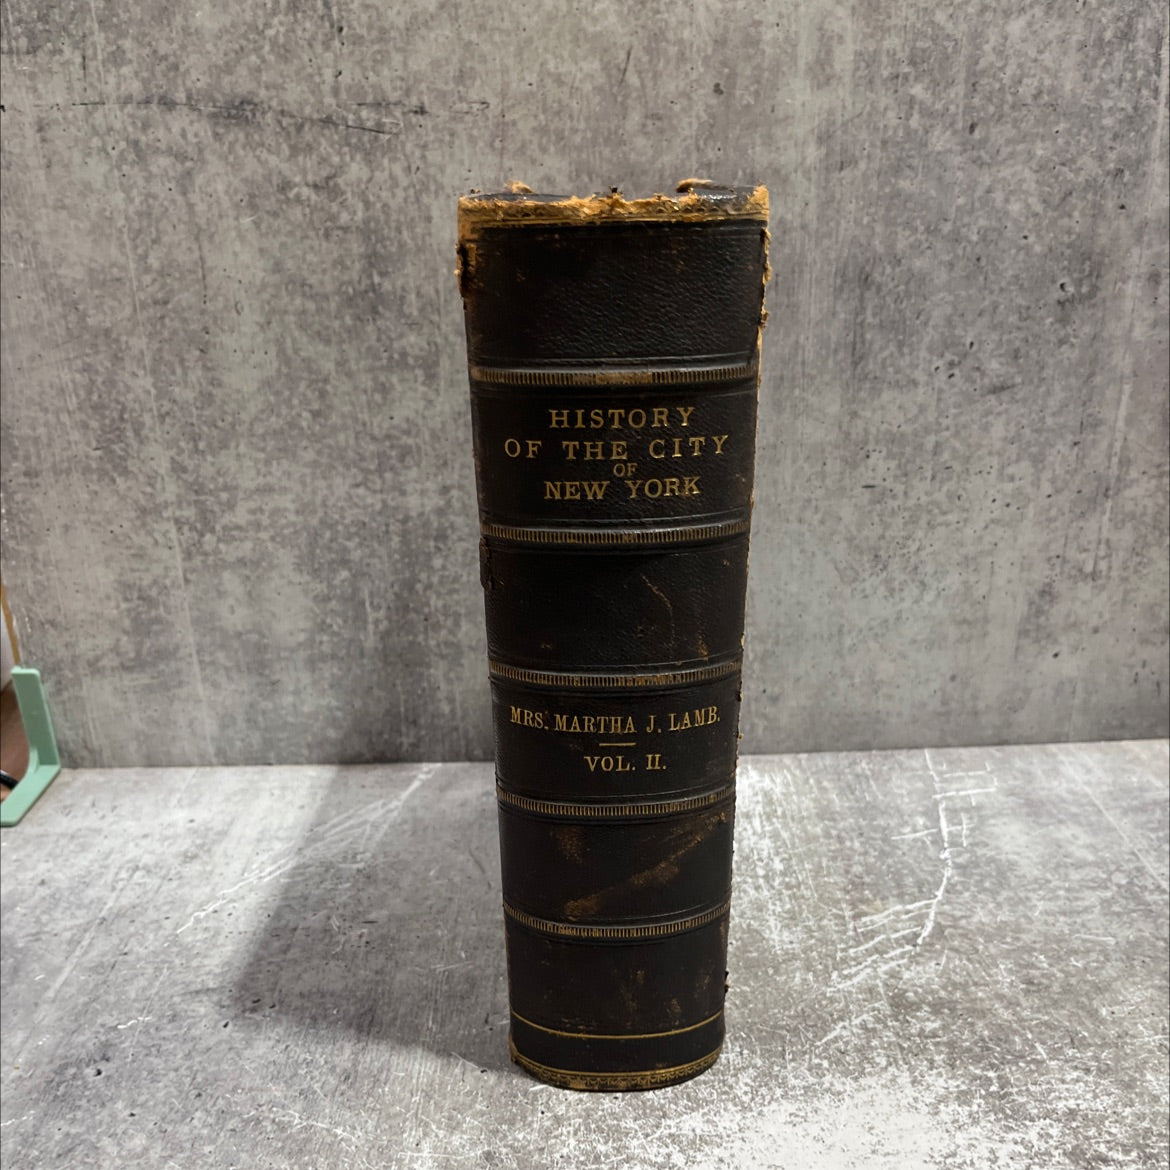 HISTORY
OF THE CITY
OF
NEW YORK
MRS. MARTHA J. LAMB.
VOL. II.